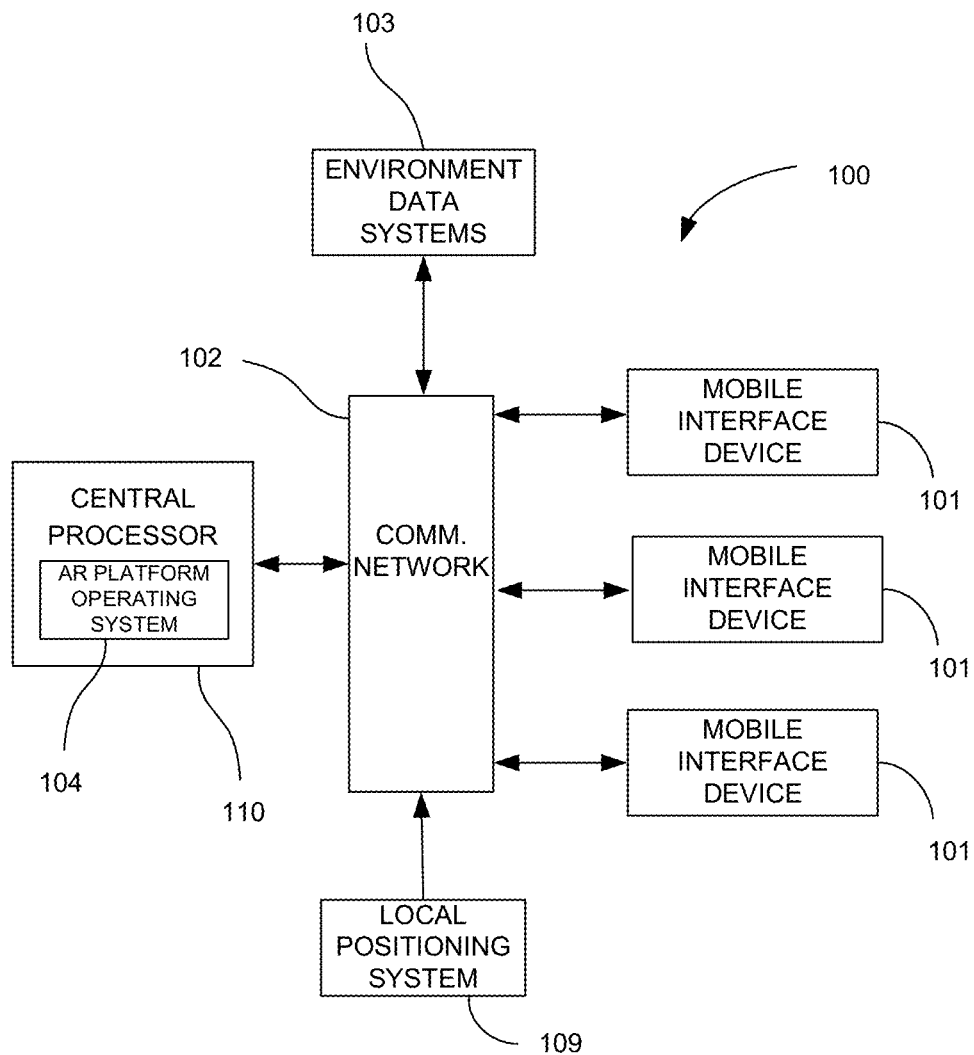 103
ENVIRONMENT
DATA
SYSTEMS
100
102
MOBILE
INTERFACE
DEVICE
101
CENTRAL
PROCESSOR
AR PLATFORM
OPERATING
SYSTEM
COMM.
NETWORK
MOBILE
INTERFACE
DEVICE
101
104
110
MOBILE
INTERFACE
DEVICE
101
LOCAL
POSITIONING
SYSTEM
109